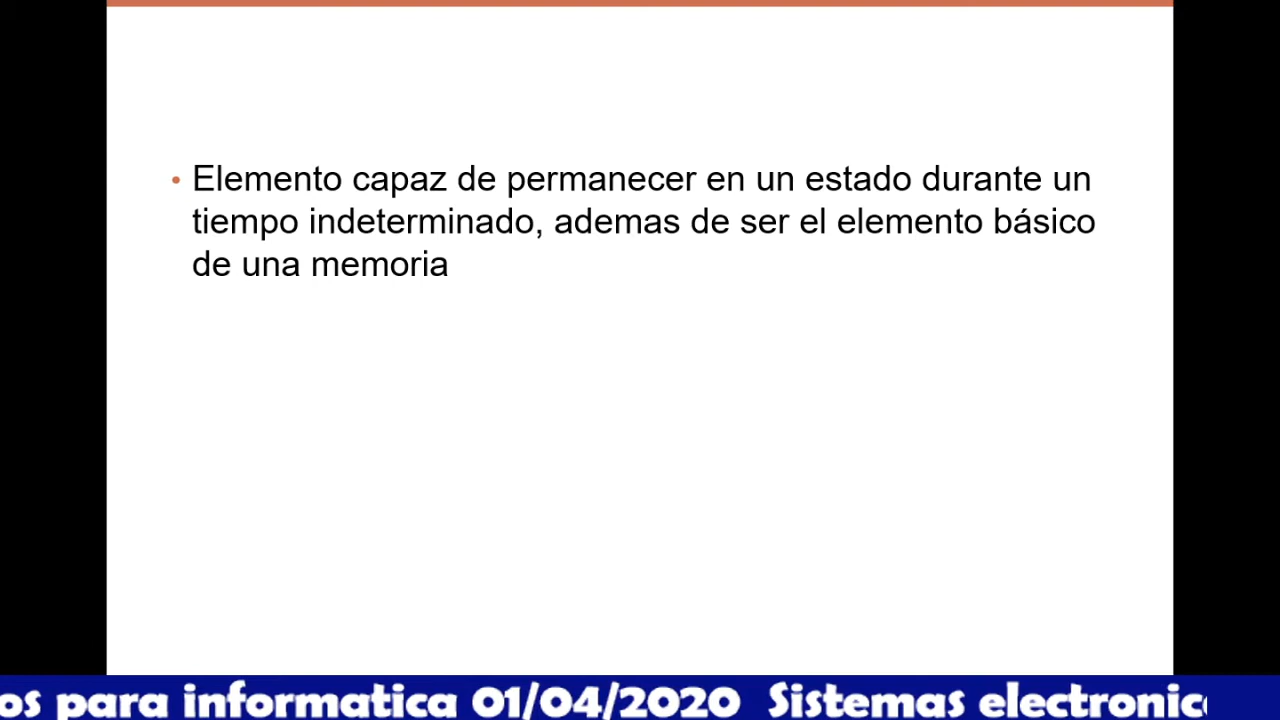 • Elemento capaz de permanecer en un estado durante un
tiempo indeterminado, ademas de ser el elemento básico
de una memoria
os para informatica 01/04/2020 Sistemas electronic